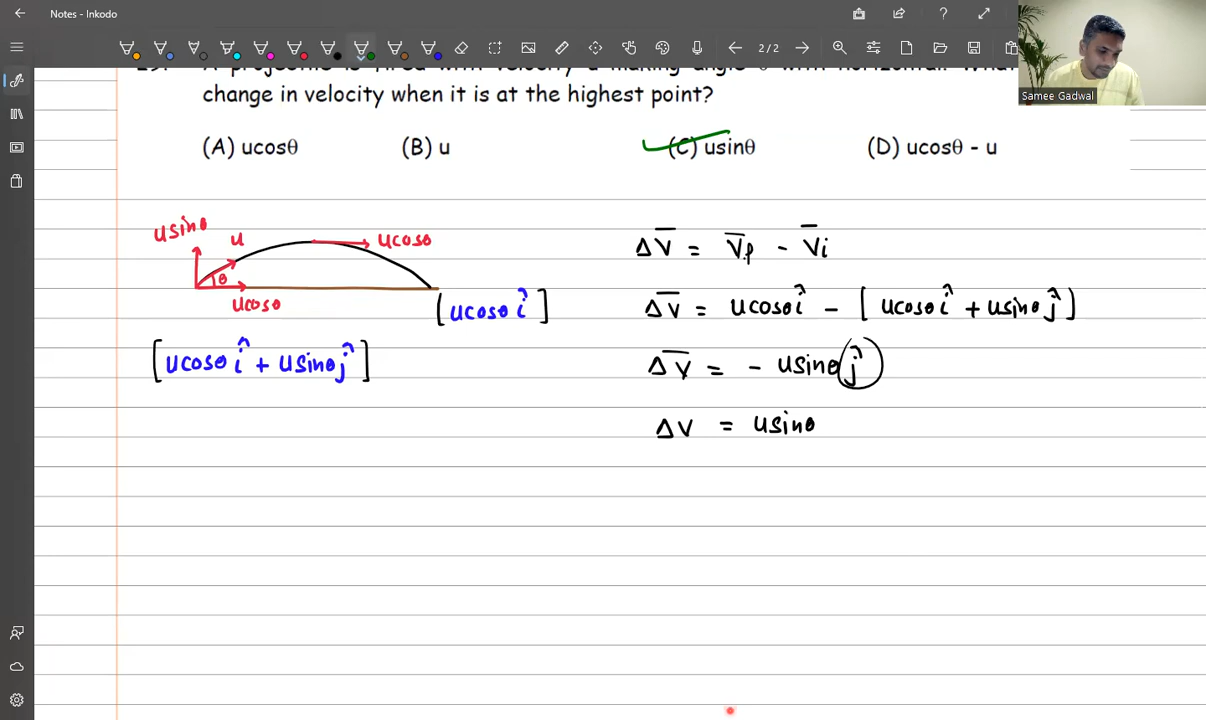 Notes - Inkodo
2/2
Samee Gadwal
change in velocity when it is at the highest point?
(A) ucosθ (B) u (C) usinθ (D) ucosθ - u
usinθ
u
ucosθ
θ
ucosθ
[ucosθ î]
[ucosθ î + usinθ ĵ]
ΔV̅ = V̅f - V̅i
ΔV̅ = ucosθ î - [ucosθ î + usinθ ĵ]
ΔV̅ = - usinθ ĵ
ΔV = usinθ